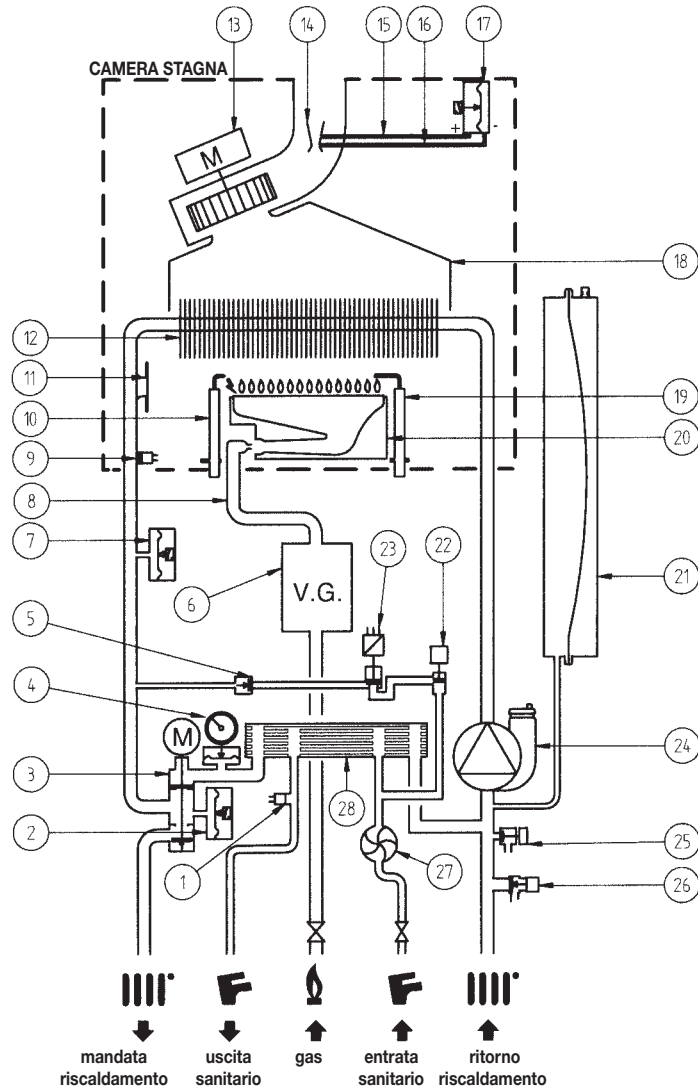 13
14
15
16
17
CAMERA STAGNA
M
+
-
18
12
11
10
19
9
20
8
7
23
22
6
V.G.
21
5
4
M
24
3
28
2
1
27
25
26
mandata
riscaldamento
uscita
sanitario
gas
entrata
sanitario
ritorno
riscaldamento